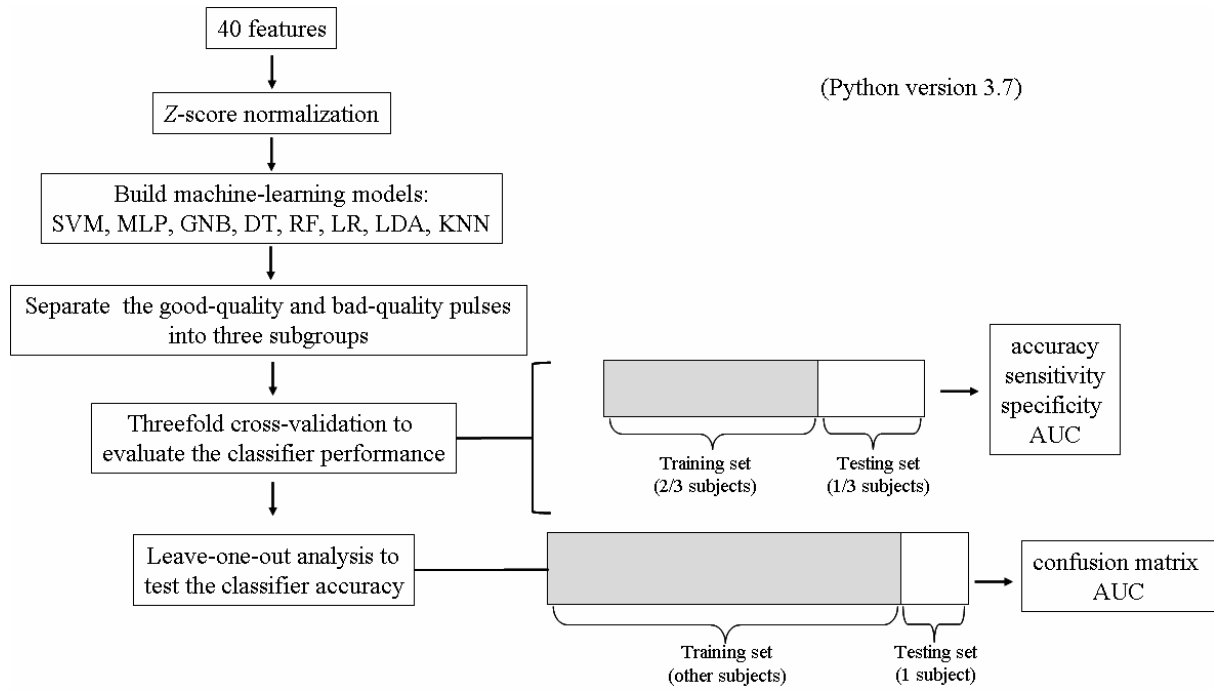 40 features
(Python version 3.7)
Z-score normalization
Build machine-learning models:
SVM, MLP, GNB, DT, RF, LR, LDA, KNN
Separate the good-quality and bad-quality pulses
into three subgroups
Threefold cross-validation to
evaluate the classifier performance
Training set
(2/3 subjects)
Testing set
(1/3 subjects)
accuracy
sensitivity
specificity
AUC
Leave-one-out analysis to
test the classifier accuracy
Training set
(other subjects)
Testing set
(1 subject)
confusion matrix
AUC